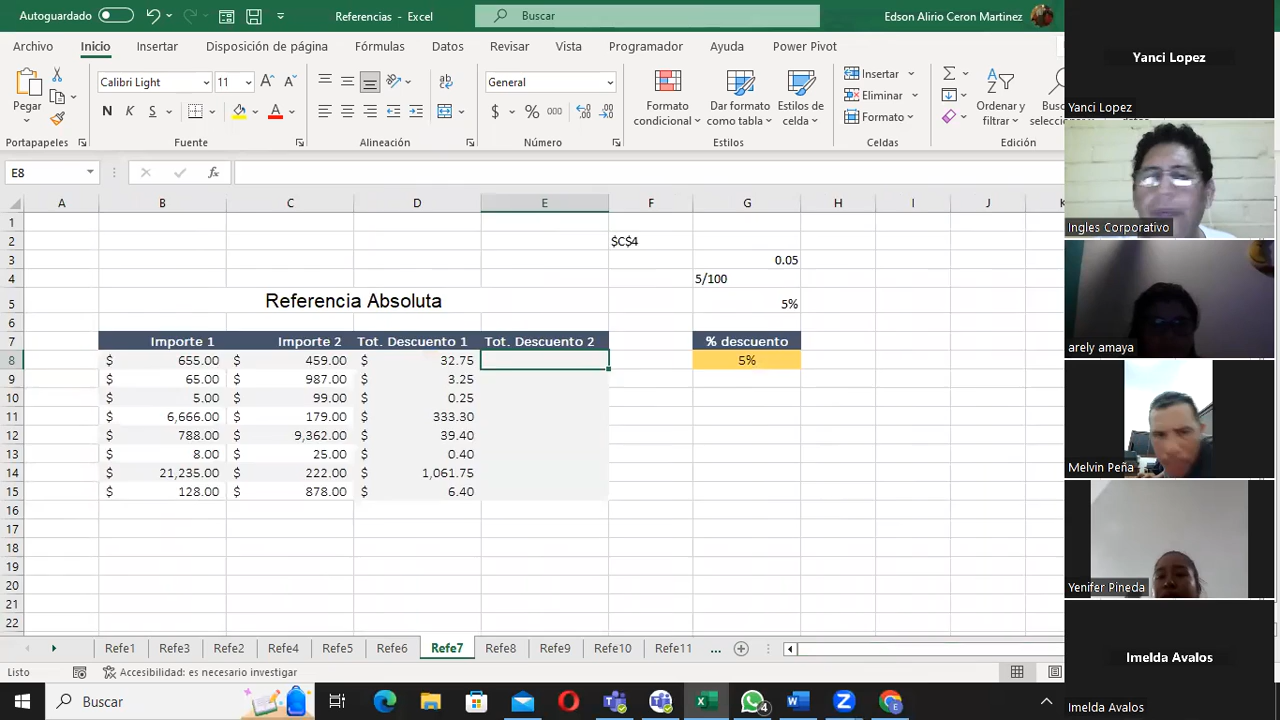 Autoguardado
Referencias - Excel
Buscar
Edson Alirio Ceron Martinez
Archivo Inicio Insertar Disposición de página Fórmulas Datos Revisar Vista Programador Ayuda Power Pivot
Pegar
Calibri Light 11
N K S
General
$ % 000
Formato condicional
Dar formato como tabla
Estilos de celda
Insertar
Eliminar
Formato
Ordenar y filtrar
Portapapeles Fuente Alineación Número Estilos Celdas Edición
E8 fx
A B C D E F G H I J
1
2 $C$4
3 0.05
4 5/100
5 Referencia Absoluta 5%
6
7 Importe 1 Importe 2 Tot. Descuento 1 Tot. Descuento 2 % descuento
8 $ 655.00 $ 459.00 $ 32.75 5%
9 $ 65.00 $ 987.00 $ 3.25
10 $ 5.00 $ 99.00 $ 0.25
11 $ 6,666.00 $ 179.00 $ 333.30
12 $ 788.00 $ 9,362.00 $ 39.40
13 $ 8.00 $ 25.00 $ 0.40
14 $ 21,235.00 $ 222.00 $ 1,061.75
15 $ 128.00 $ 878.00 $ 6.40
16
17
18
19
20
21
22
Refe1 Refe3 Refe2 Refe4 Refe5 Refe6 Refe7 Refe8 Refe9 Refe10 Refe11 ...
Listo Accesibilidad: es necesario investigar
Buscar
4
Yanci Lopez
Yanci Lopez
Ingles Corporativo
arely amaya
Melvin Peña
Yenifer Pineda
Imelda Avalos
Imelda Avalos